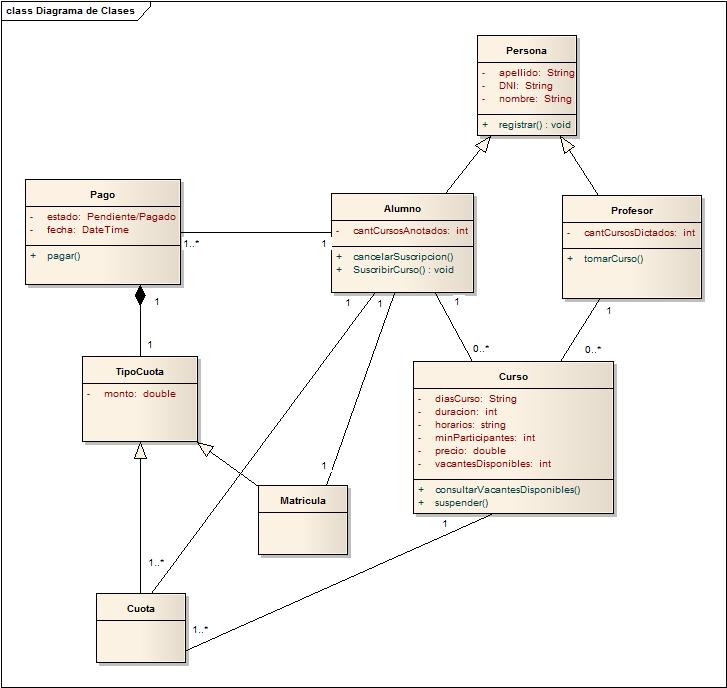 class Diagrama de Clases
Persona
- apellido: String
- DNI: String
- nombre: String
+ registrar() : void
Pago
- estado: Pendiente/Pagado
- fecha: DateTime
+ pagar()
Alumno
- cantCursosAnotados: int
+ cancelarSuscripcion()
+ SuscribirCurso() : void
Profesor
- cantCursosDictados: int
+ tomarCurso()
1..*
1
1
1
1
1
1
1
0..*
0..*
TipoCuota
- monto: double
Curso
- diasCurso: String
- duracion: int
- horarios: string
- minParticipantes: int
- precio: double
- vacantesDisponibles: int
+ consultarVacantesDisponibles()
+ suspender()
1
Matricula
1
1..*
Cuota
1..*